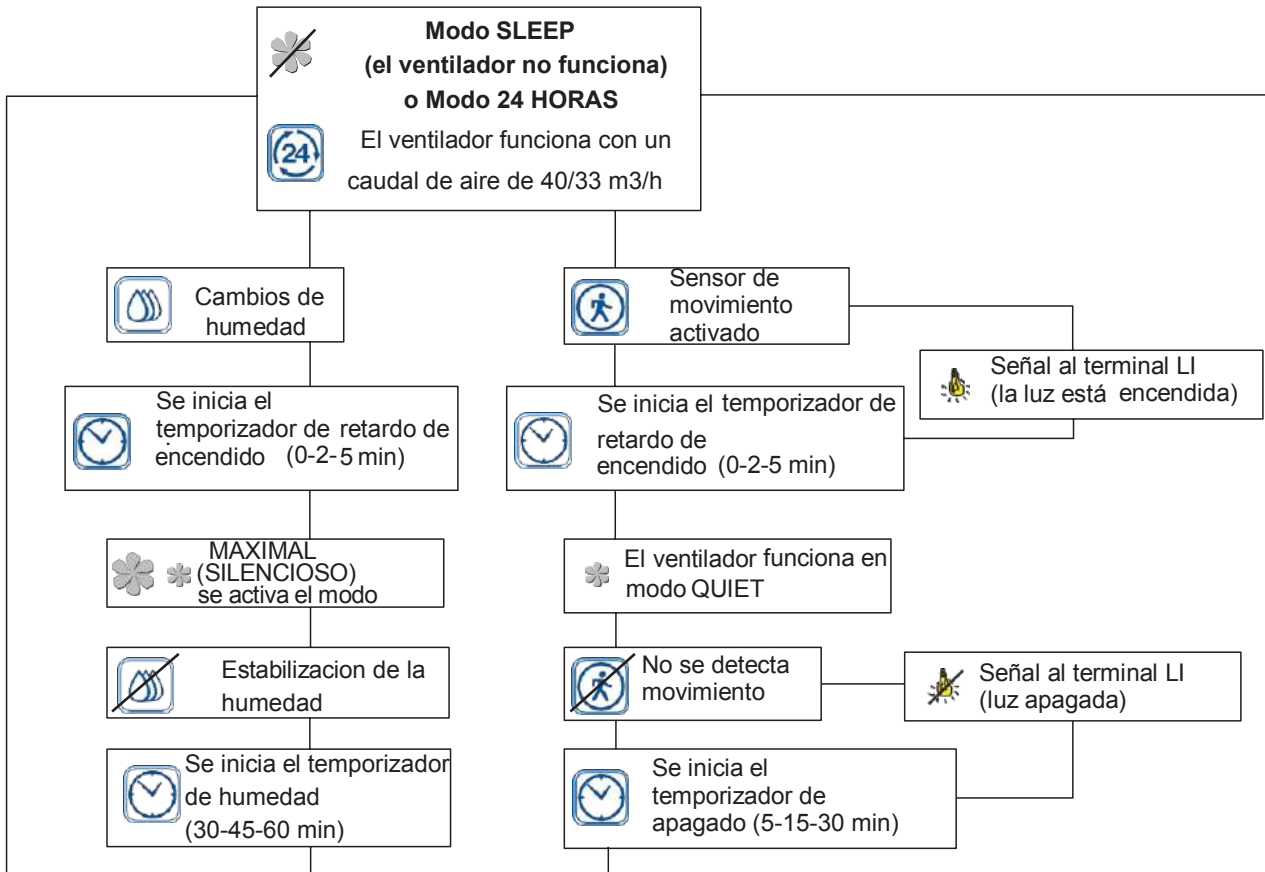 Modo SLEEP
(el ventilador no funciona)
o Modo 24 HORAS
24
El ventilador funciona con un
caudal de aire de 40/33 m3/h
Cambios de
humedad
Sensor de
movimiento
activado
Señal al terminal LI
(la luz está encendida)
Se inicia el
temporizador de retardo de
encendido (0-2-5 min)
Se inicia el temporizador de
retardo de
encendido (0-2-5 min)
MAXIMAL
(SILENCIOSO)
se activa el modo
El ventilador funciona en
modo QUIET
Estabilizacion de la
humedad
No se detecta
movimiento
Señal al terminal LI
(luz apagada)
Se inicia el temporizador
de humedad
(30-45-60 min)
Se inicia el
temporizador de
apagado (5-15-30 min)